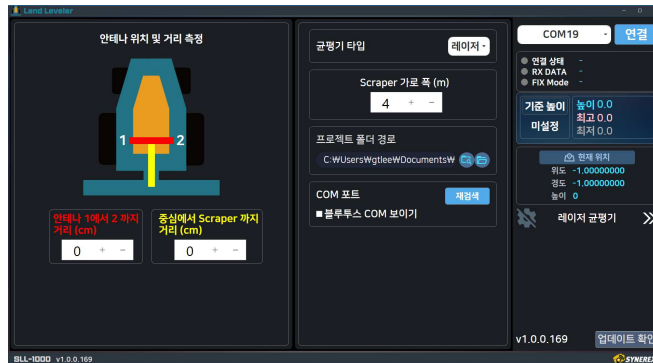 Land Leveler
안테나 위치 및 거리 측정
1 2
안테나 1에서 2 까지
거리 (cm)
0 + -
중심에서 Scraper 까지
거리 (cm)
0 + -
균평기 타입
레이저
Scraper 가로 폭 (m)
4 + -
프로젝트 폴더 경로
C:₩Users₩gtlee₩Documents₩
COM 포트
재검색
블루투스 COM 보이기
COM19
연결
연결 상태 -
RX DATA -
FIX Mode -
기준 높이
미설정
높이 0.0
최고 0.0
최저 0.0
현재 위치
위도 -1.00000000
경도 -1.00000000
높이 0
레이저 균평기
v1.0.0.169
업데이트 확인
SLL-1000 v1.0.0.169
SYNEREX